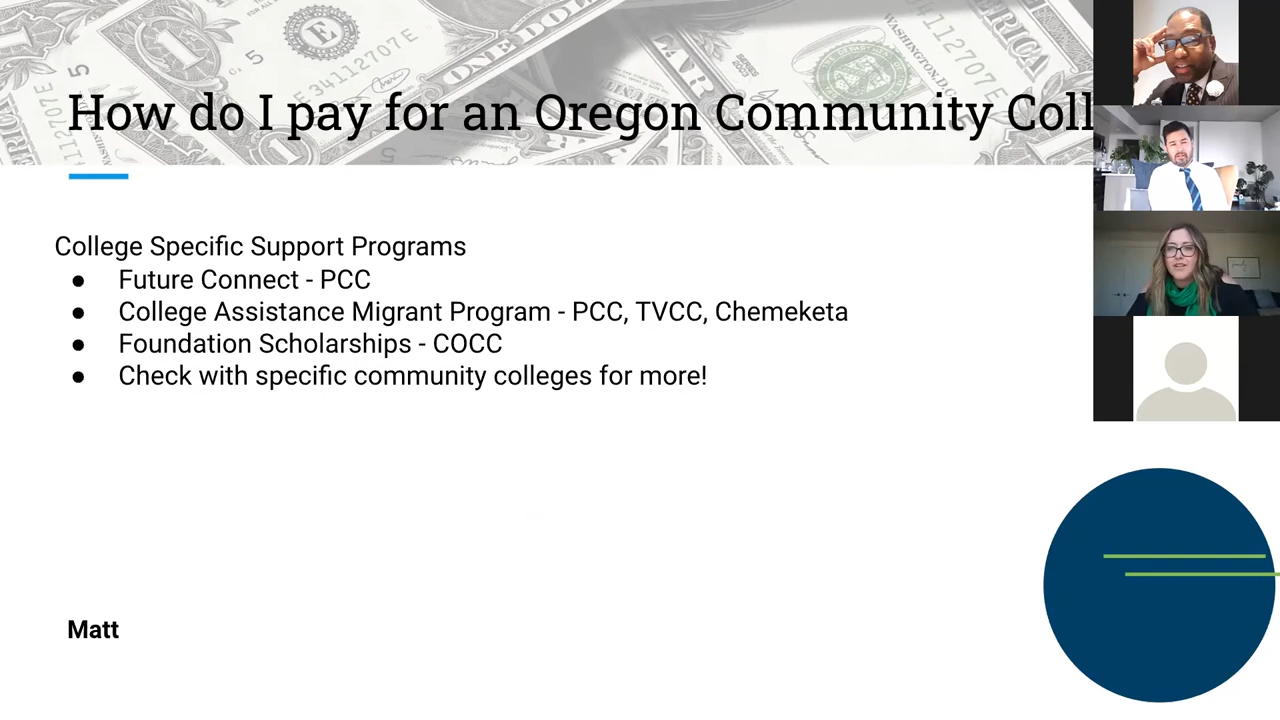 How do I pay for an Oregon Community Coll
College Specific Support Programs
● Future Connect - PCC
● College Assistance Migrant Program - PCC, TVCC, Chemeketa
● Foundation Scholarships - COCC
● Check with specific community colleges for more!
Matt